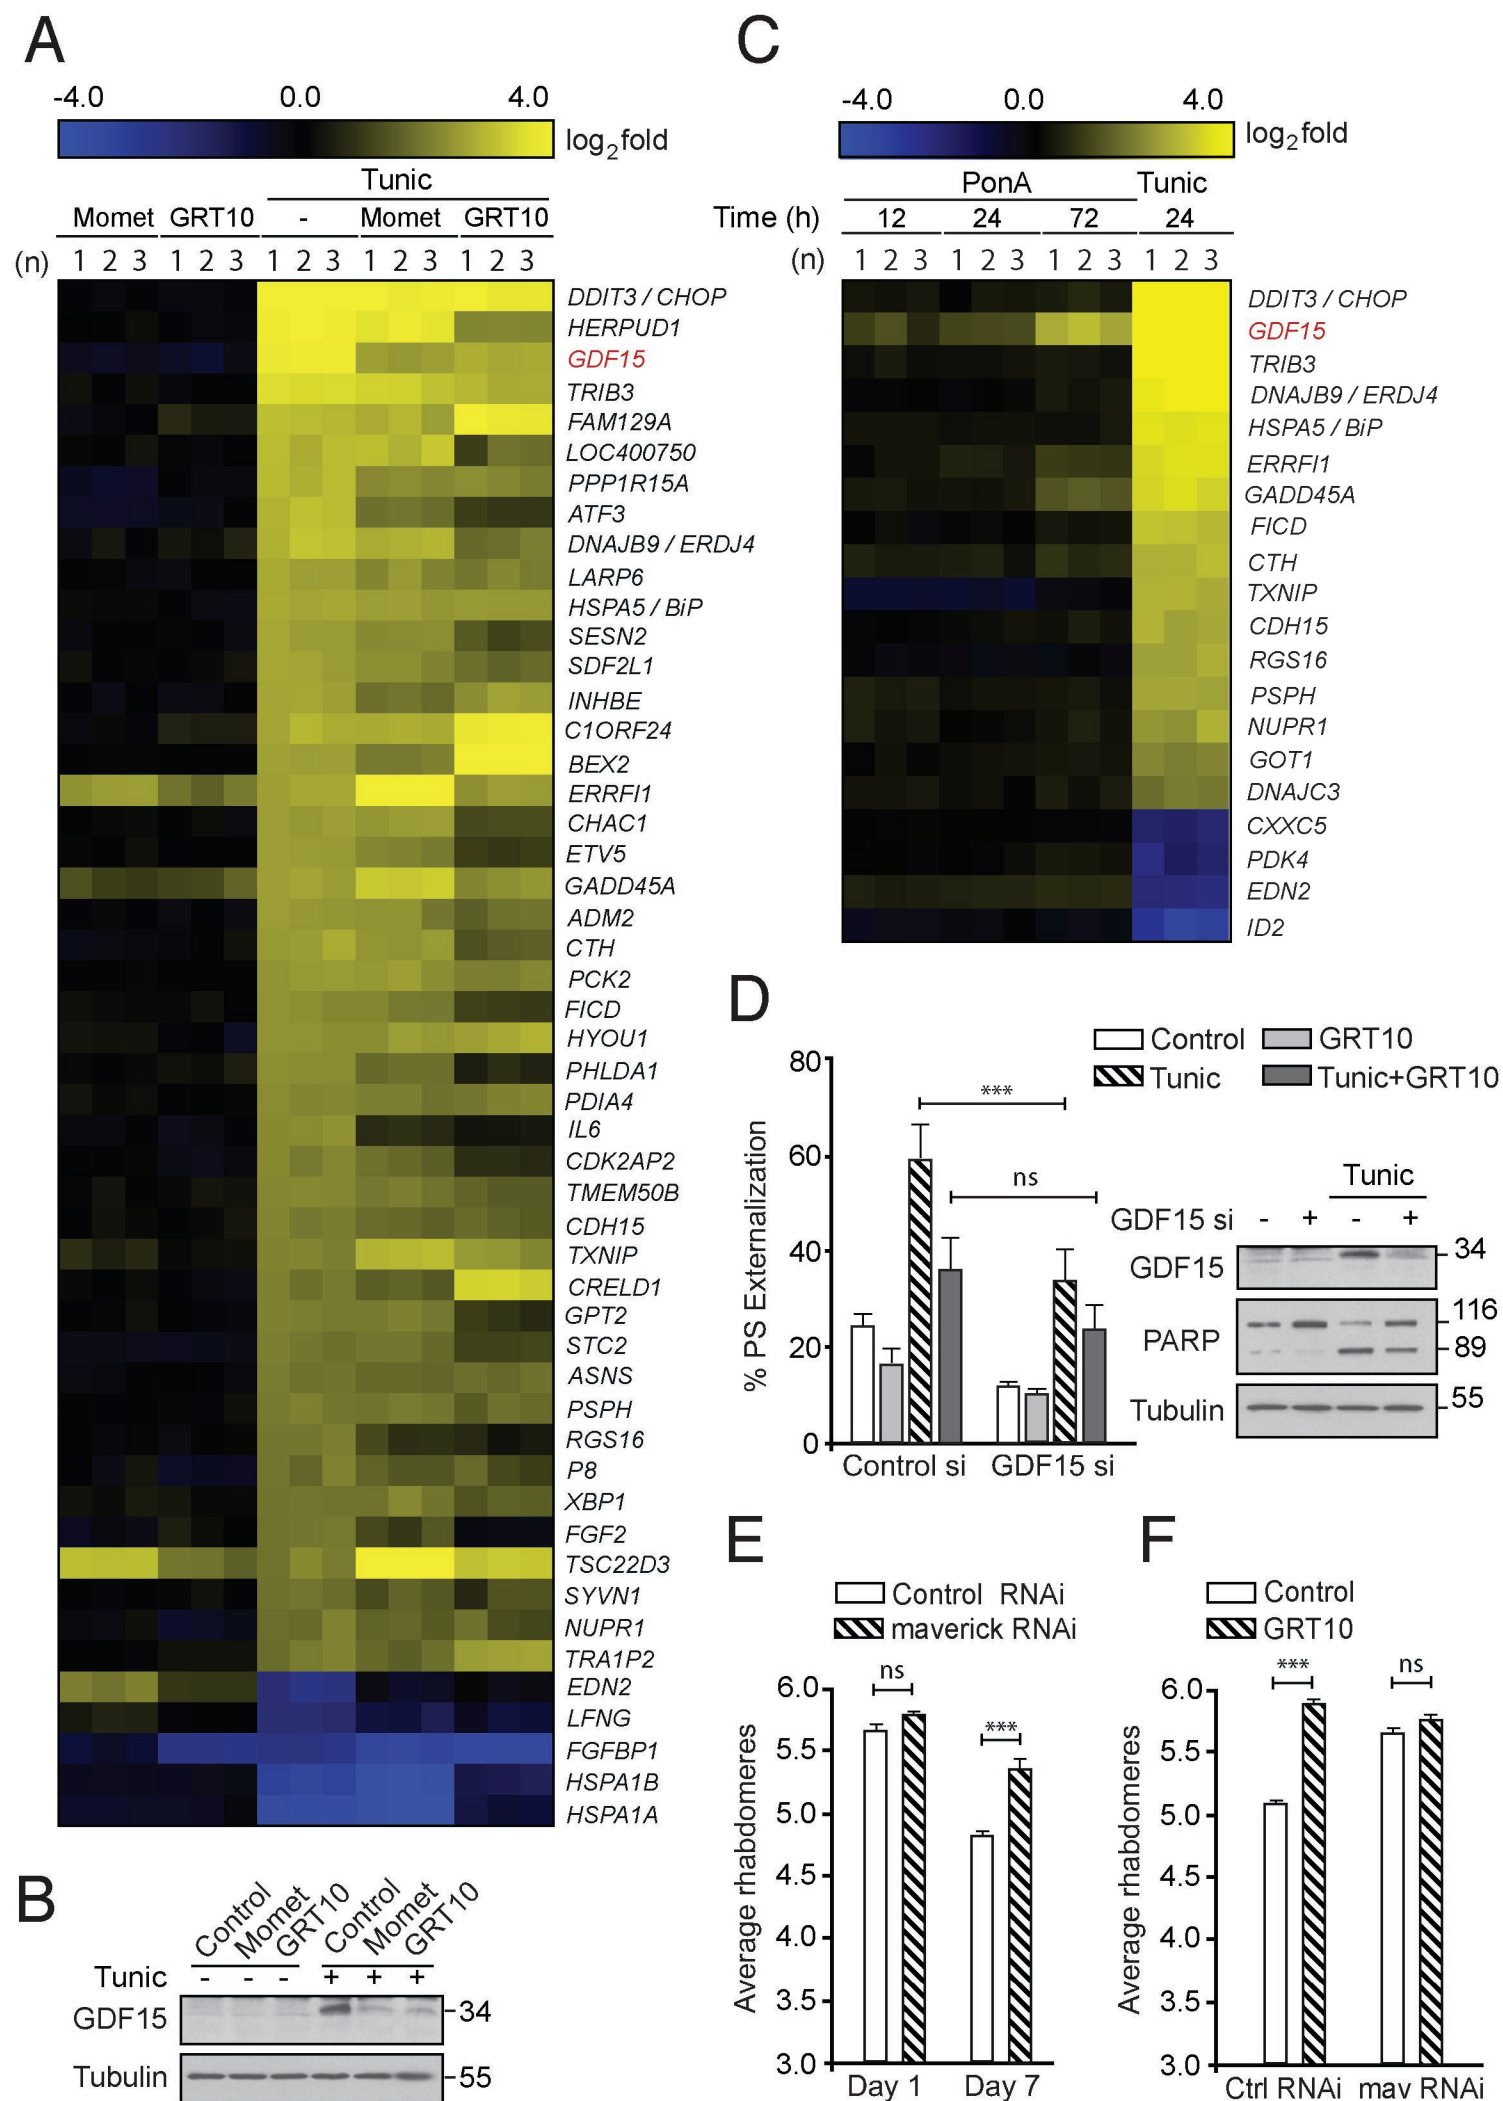 A
-4.0 0.0 4.0
log2fold
Tunic
Momet GRT10 - Momet GRT10
(n) 1 2 3 1 2 3 1 2 3 1 2 3 1 2 3
DDIT3 / CHOP
HERPUD1
GDF15
TRIB3
FAM129A
LOC400750
PPP1R15A
ATF3
DNAJB9 / ERDJ4
LARP6
HSPA5 / BiP
SESN2
SDF2L1
INHBE
C1ORF24
BEX2
ERRFI1
CHAC1
ETV5
GADD45A
ADM2
CTH
PCK2
FICD
HYOU1
PHLDA1
PDIA4
IL6
CDK2AP2
TMEM50B
CDH15
TXNIP
CRELD1
GPT2
STC2
ASNS
PSPH
RGS16
P8
XBP1
FGF2
TSC22D3
SYVN1
NUPR1
TRA1P2
EDN2
LFNG
FGFBP1
HSPA1B
HSPA1A
B
Control Momet GRT10 Control Momet GRT10
Tunic - - - + + +
GDF15 34
Tubulin 55
C
-4.0 0.0 4.0
log2fold
PonA Tunic
Time (h) 12 24 72 24
(n) 1 2 3 1 2 3 1 2 3 1 2 3
DDIT3 / CHOP
GDF15
TRIB3
DNAJB9 / ERDJ4
HSPA5 / BiP
ERRFI1
GADD45A
FICD
CTH
TXNIP
CDH15
RGS16
PSPH
NUPR1
GOT1
DNAJC3
CXXC5
PDK4
EDN2
ID2
D
Control GRT10
Tunic Tunic+GRT10
80
60
40
20
0
% PS Externalization
***
ns
Control si GDF15 si
Tunic
GDF15 si - + - +
GDF15 34
PARP 116
89
Tubulin 55
E
Control RNAi
maverick RNAi
6.0
5.5
5.0
4.5
4.0
3.5
3.0
Average rhabdomeres
ns
***
Day 1 Day 7
F
Control
GRT10
6.0
5.5
5.0
4.5
4.0
3.5
3.0
Average rhabdomeres
***
ns
Ctrl RNAi mav RNAi